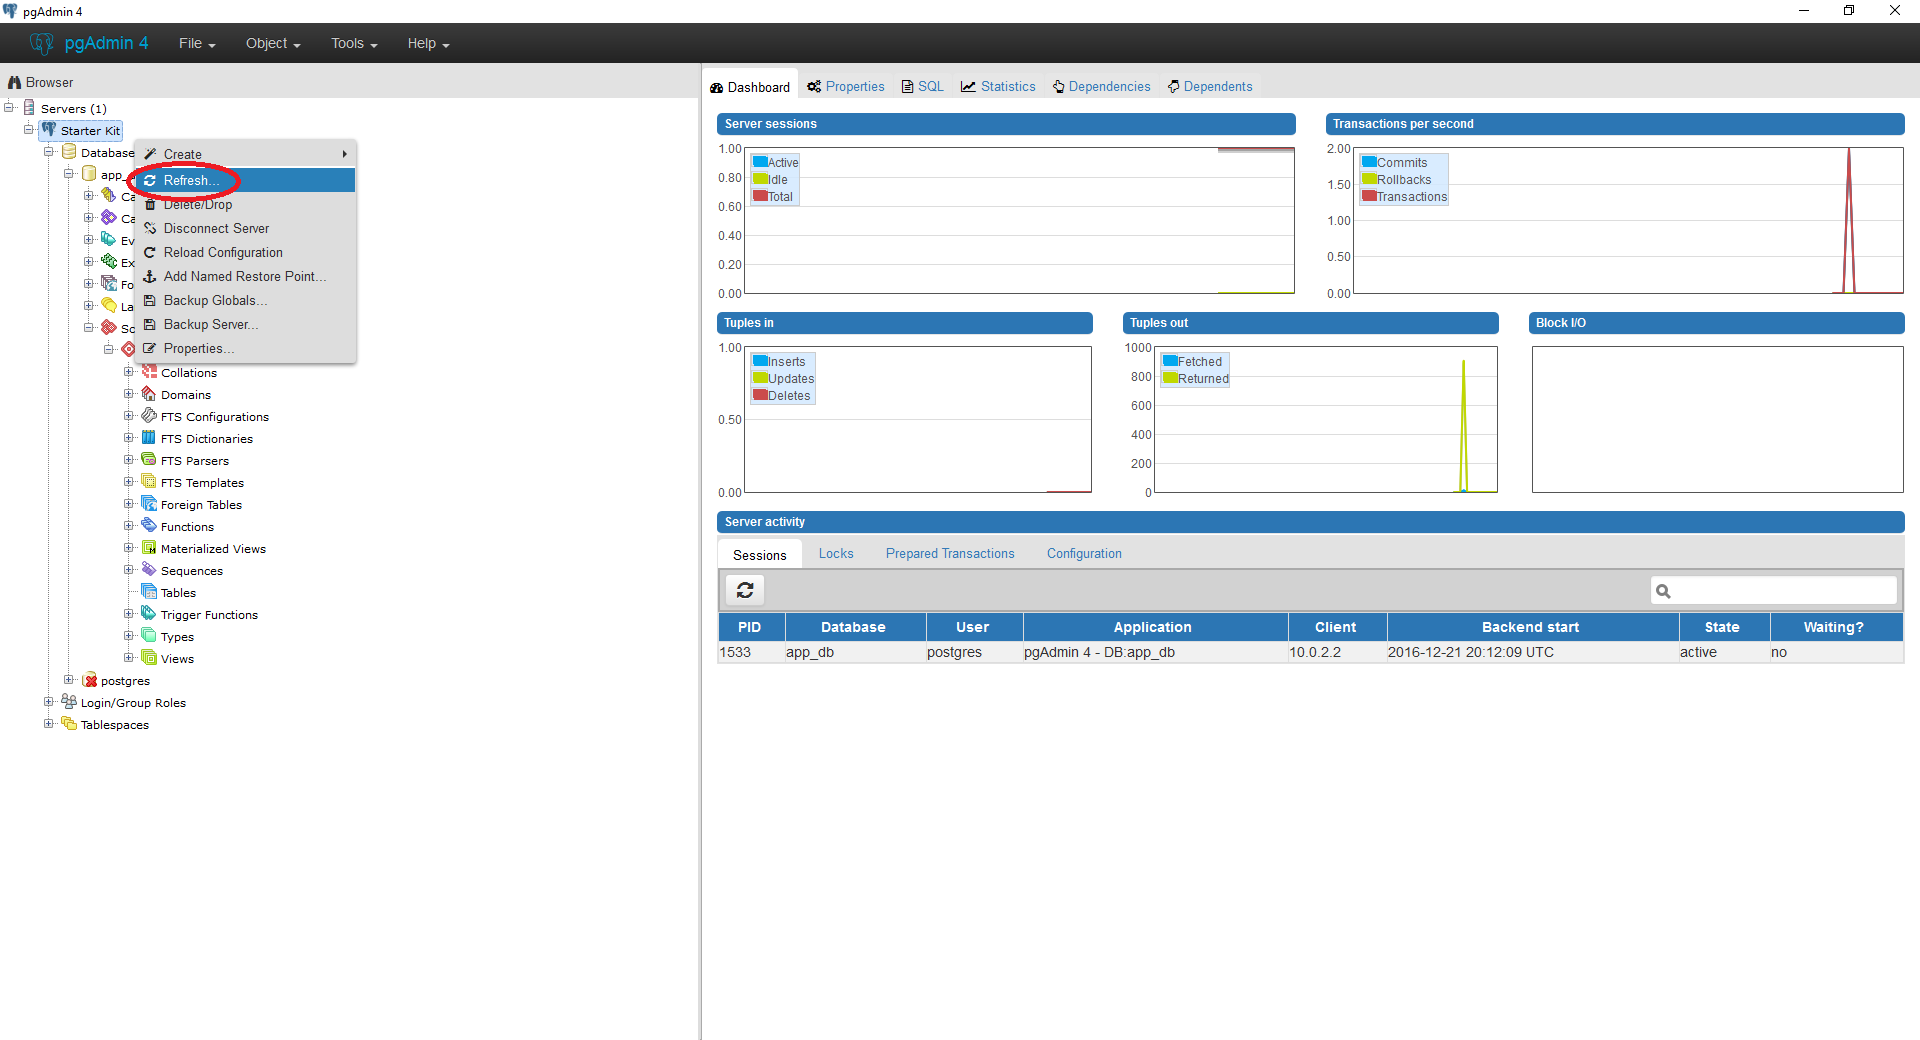 pgAdmin 4
pgAdmin 4 File Object Tools Help
Browser
Servers (1)
Starter Kit
Database
app_
Ca
Ca
Ev
Ex
Fo
La
Sc
Create
Refresh...
Delete/Drop
Disconnect Server
Reload Configuration
Add Named Restore Point...
Backup Globals...
Backup Server...
Properties...
Collations
Domains
FTS Configurations
FTS Dictionaries
FTS Parsers
FTS Templates
Foreign Tables
Functions
Materialized Views
Sequences
Tables
Trigger Functions
Types
Views
postgres
Login/Group Roles
Tablespaces
Dashboard Properties SQL Statistics Dependencies Dependents
Server sessions
1.00
0.80
0.60
0.40
0.20
0.00
Active
Idle
Total
Transactions per second
2.00
1.50
1.00
0.50
0.00
Commits
Rollbacks
Transactions
Tuples in
1.00
0.50
0.00
Inserts
Updates
Deletes
Tuples out
1000
800
600
400
200
0
Fetched
Returned
Block I/O
Server activity
Sessions Locks Prepared Transactions Configuration
PID Database User Application Client Backend start State Waiting?
1533 app_db postgres pgAdmin 4 - DB:app_db 10.0.2.2 2016-12-21 20:12:09 UTC active no